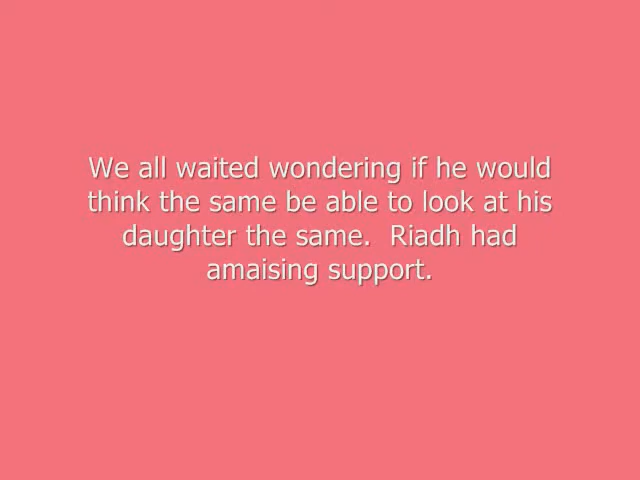 We all waited wondering if he would
think the same be able to look at his
daughter the same.  Riadh had
amaising support.